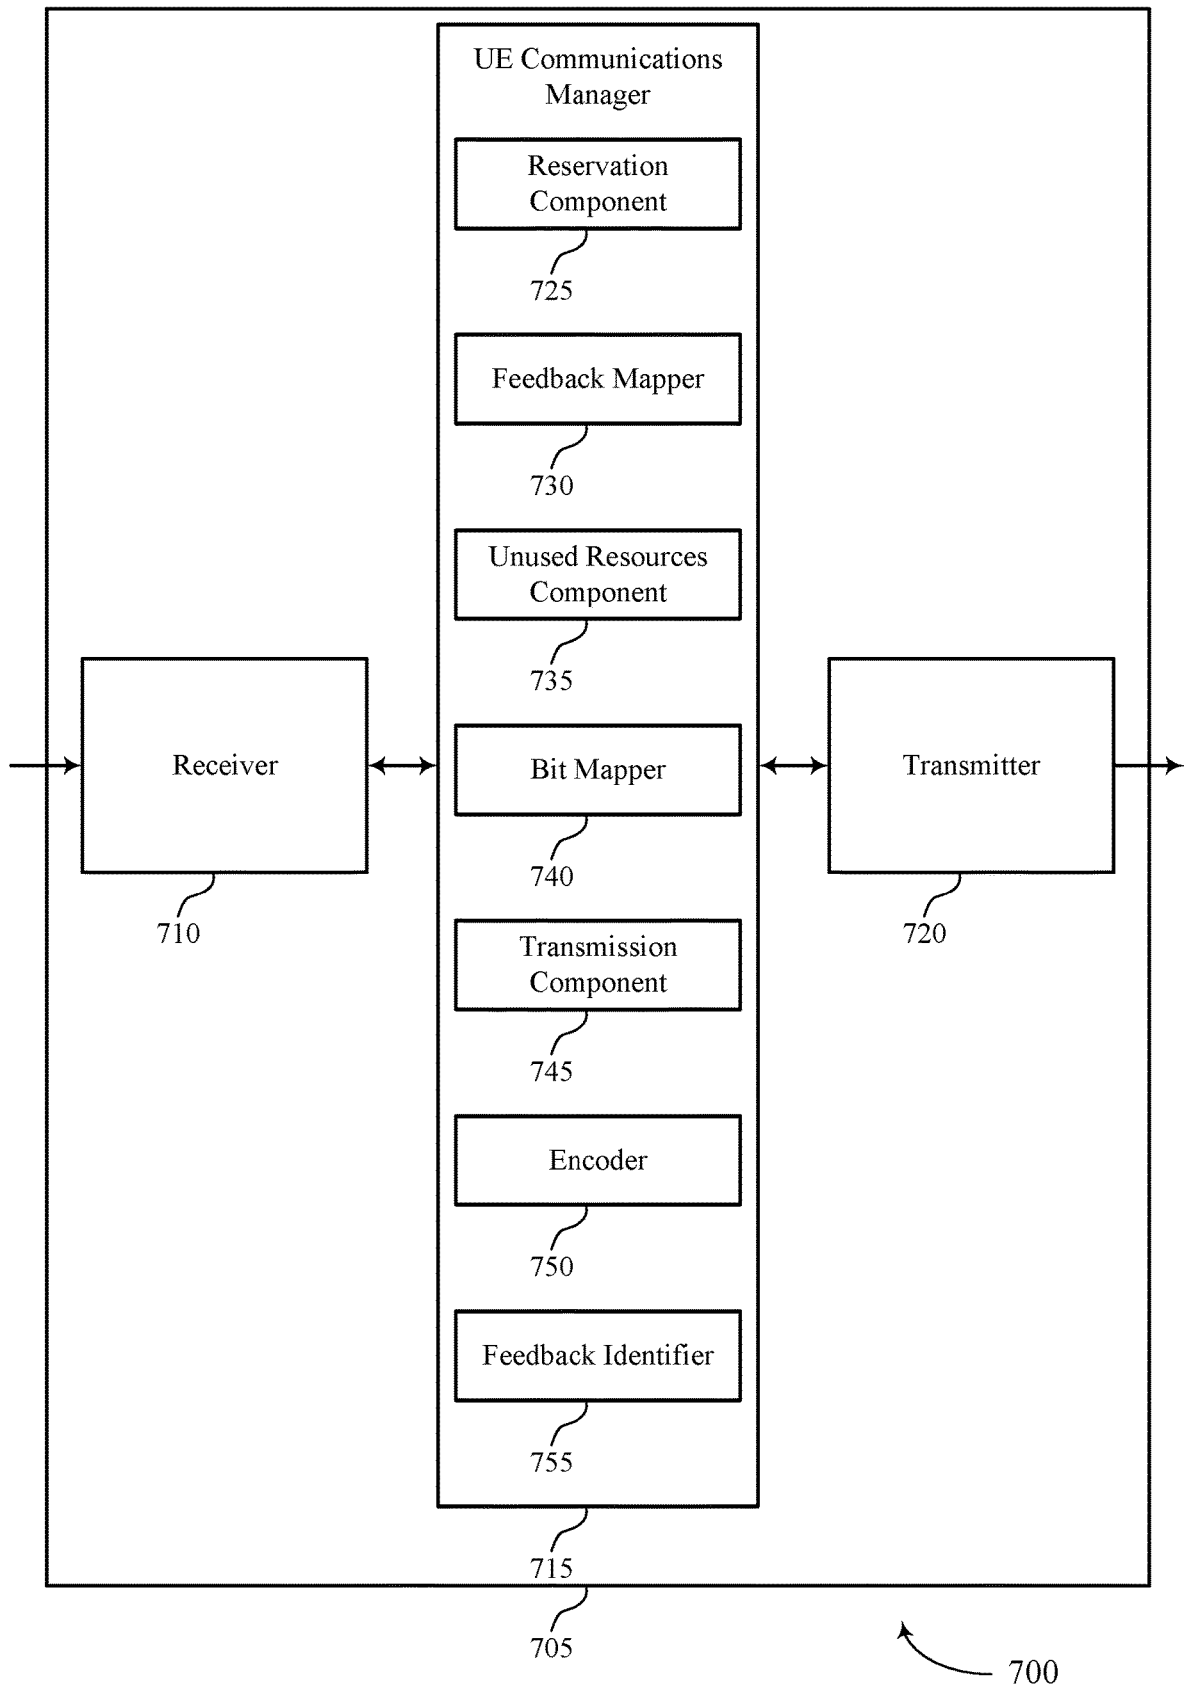 UE Communications
Manager
Reservation
Component
725
Feedback Mapper
730
Unused Resources
Component
735
Receiver
710
Bit Mapper
740
Transmitter
720
Transmission
Component
745
Encoder
750
Feedback Identifier
755
715
705
700